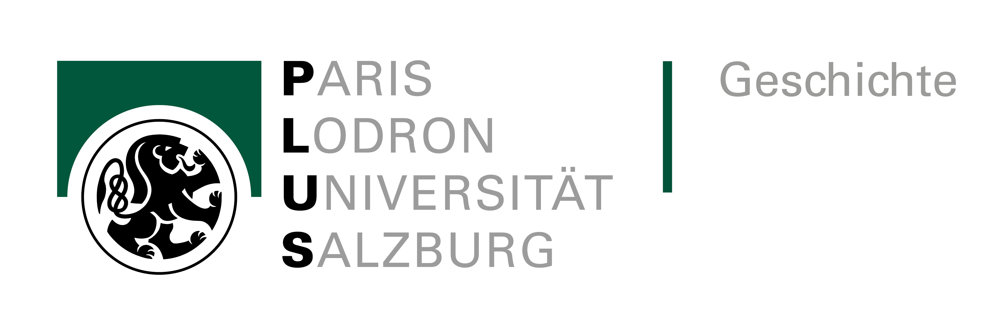 PARIS
LODRON
UNIVERSITÄT
SALZBURG
Geschichte